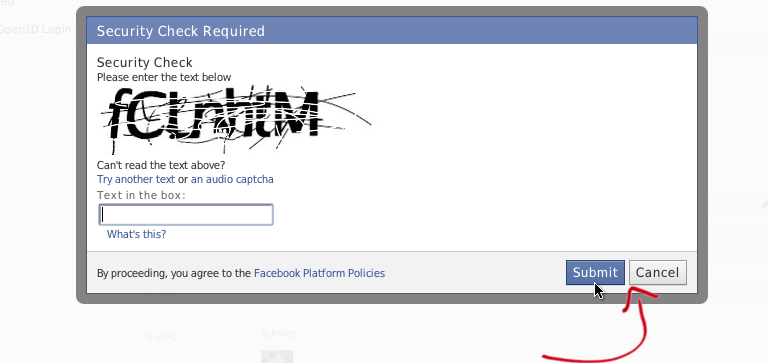 OpenID Login
Security Check Required
Security Check
Please enter the text below
Can't read the text above?
Try another text or an audio captcha
Text in the box:
What's this?
By proceeding, you agree to the Facebook Platform Policies
Submit
Cancel
Roles
Admins: